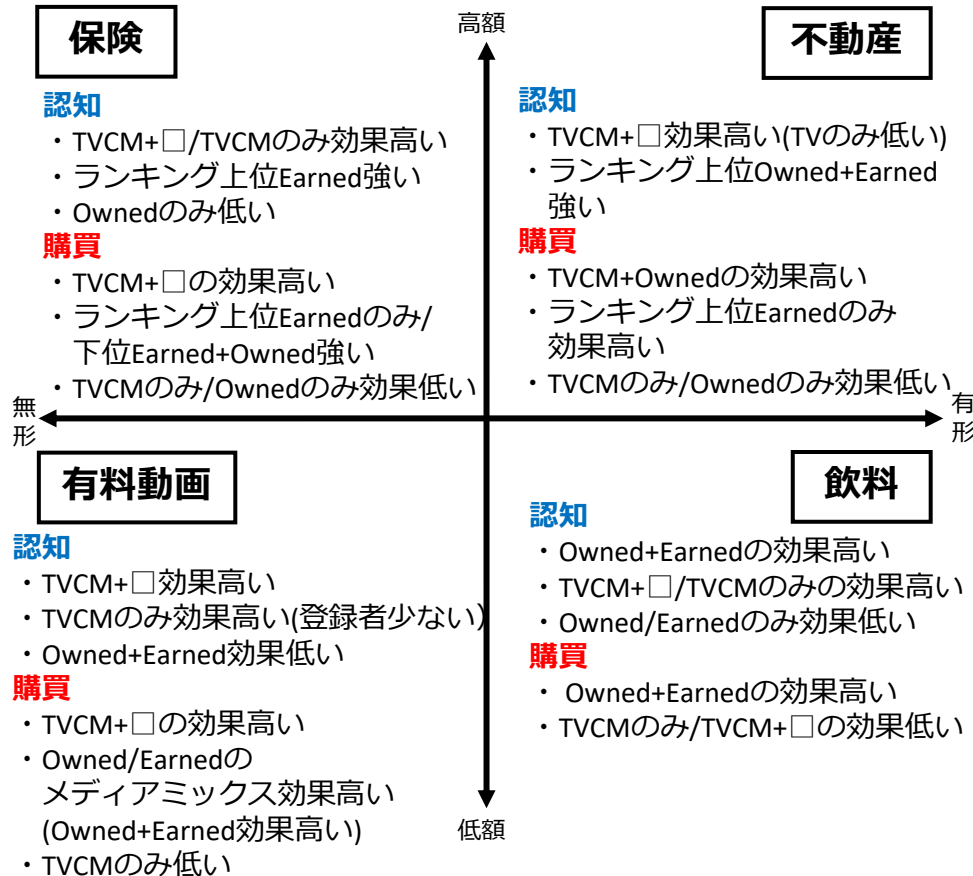 高額
保険
認知
・TVCM+□/TVCMのみ効果高い
・ランキング上位Earned強い
・Ownedのみ低い
購買
・TVCM+□の効果高い
・ランキング上位Earnedのみ/
下位Earned+Owned強い
・TVCMのみ/Ownedのみ効果低い
不動産
認知
・TVCM+□効果高い(TVのみ低い)
・ランキング上位Owned+Earned
強い
購買
・TVCM+Ownedの効果高い
・ランキング上位Earnedのみ
効果高い
・TVCMのみ/Ownedのみ効果低い
無
形
有
形
有料動画
認知
・TVCM+□効果高い
・TVCMのみ効果高い(登録者少ない)
・Owned+Earned効果低い
購買
・TVCM+□の効果高い
・Owned/Earnedの
メディアミックス効果高い
(Owned+Earned効果高い)
・TVCMのみ低い
飲料
認知
・Owned+Earnedの効果高い
・TVCM+□/TVCMのみの効果高い
・Owned/Earnedのみ効果低い
購買
・ Owned+Earnedの効果高い
・TVCMのみ/TVCM+□の効果低い
低額